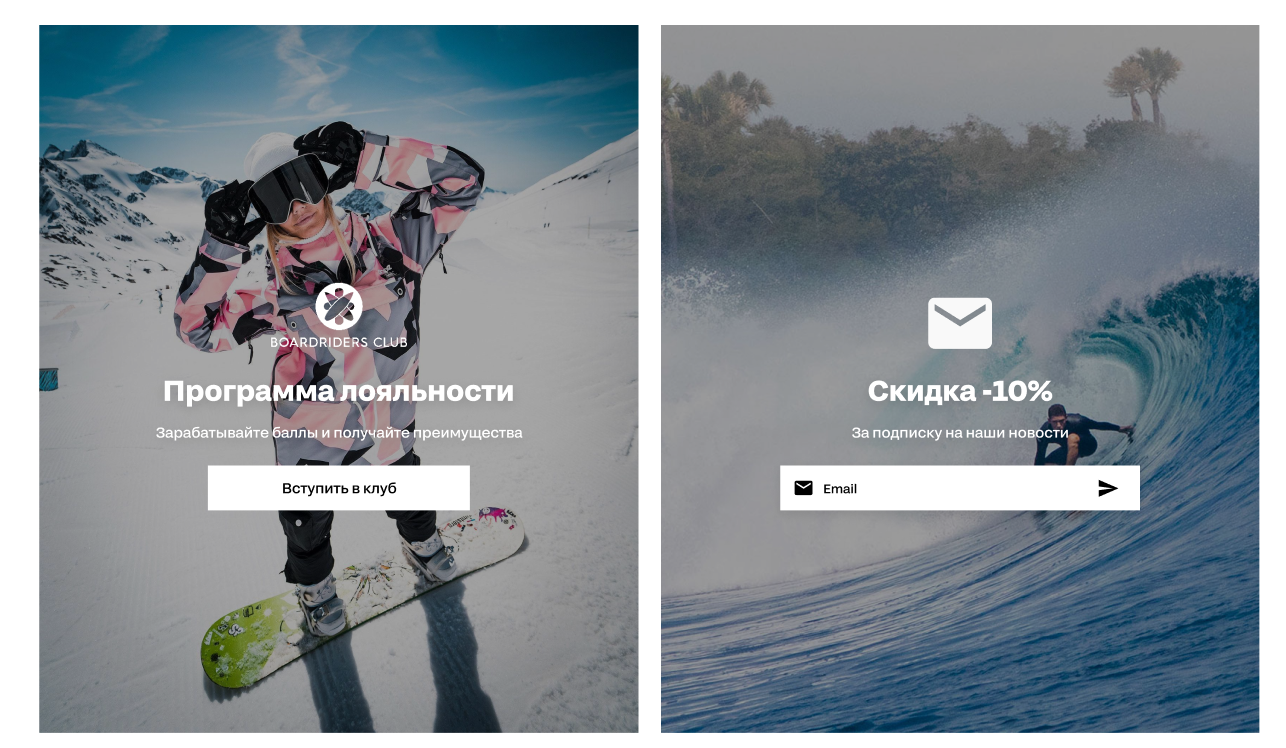 BOARDRIDERS CLUB
Программа лояльности
Зарабатывайте баллы и получайте преимущества
Вступить в клуб
Скидка -10%
За подписку на наши новости
Email